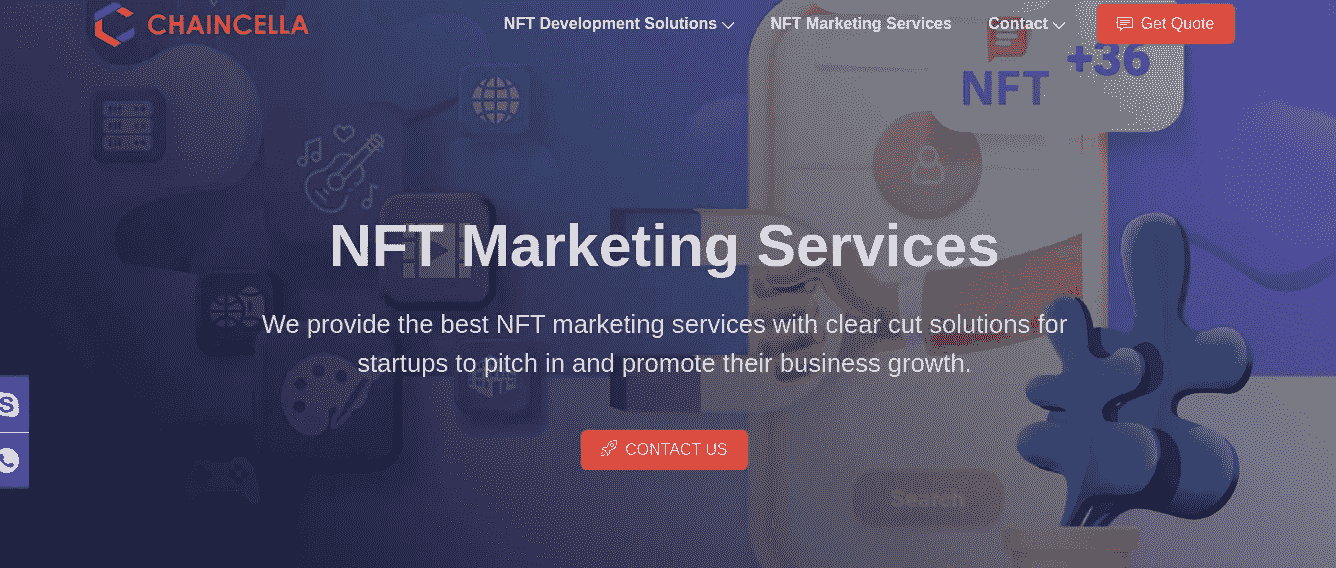 CHAINCELLA
NFT Development Solutions
NFT Marketing Services
Contact
Get Quote
NFT
+36
NFT Marketing Services
We provide the best NFT marketing services with clear cut solutions for
startups to pitch in and promote their business growth.
CONTACT US
Search